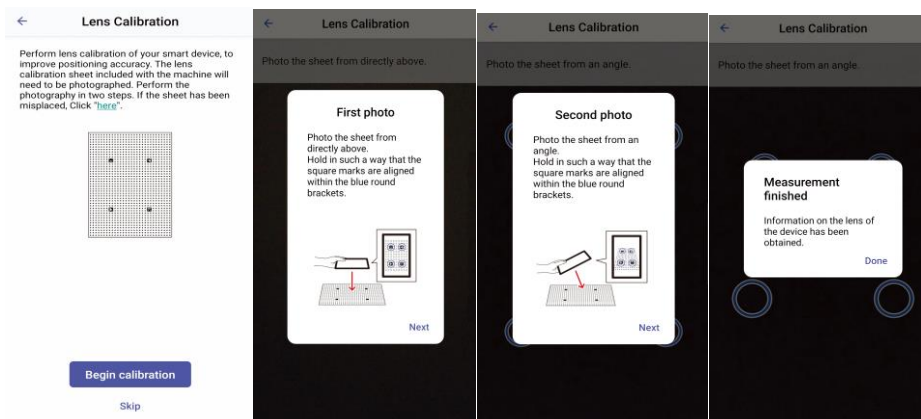 Lens Calibration
Perform lens calibration of your smart device, to
improve positioning accuracy. The lens
calibration sheet included with the machine will
need to be photographed. Perform the
photography in two steps. If the sheet has been
misplaced, Click "here".
Begin calibration
Skip
Lens Calibration
Photo the sheet from directly above.
First photo
Photo the sheet from
directly above.
Hold in such a way that the
square marks are aligned
within the blue round
brackets.
Next
Lens Calibration
Photo the sheet from an angle.
Second photo
Photo the sheet from an
angle.
Hold in such a way that the
square marks are aligned
within the blue round
brackets.
Next
Lens Calibration
Photo the sheet from an angle.
Measurement
finished
Information on the lens of
the device has been
obtained.
Done